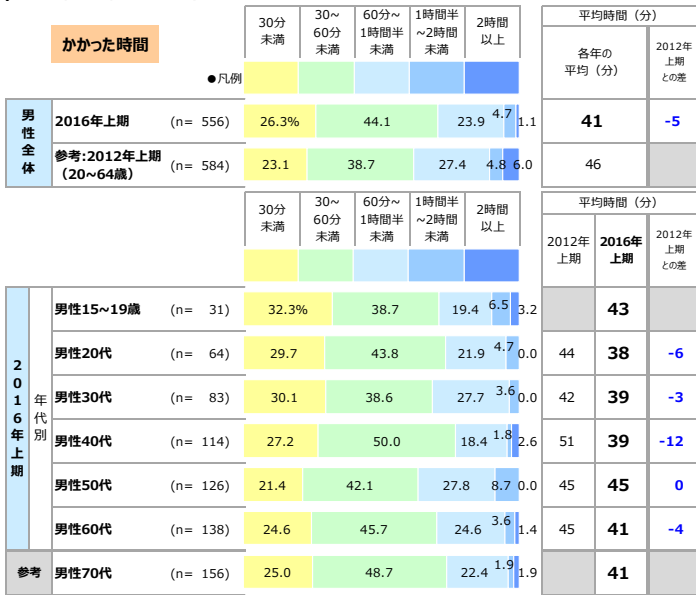 かかった時間
●凡例
30分
未満
30~
60分
未満
60分~
1時間半
未満
1時間半
~2時間
未満
2時間
以上
平均時間（分）
各年の
平均（分）
2012年
上期
との差
男性全体
2016年上期 (n= 556) 26.3% 44.1 23.9 4.7 1.1 41 -5
参考:2012年上期
（20~64歳） (n= 584) 23.1 38.7 27.4 4.8 6.0 46
30分
未満
30~
60分
未満
60分~
1時間半
未満
1時間半
~2時間
未満
2時間
以上
平均時間（分）
2012年
上期
2016年
上期
2012年
上期
との差
2016年上期
年代別
男性15~19歳 (n= 31) 32.3% 38.7 19.4 6.5 3.2 43
男性20代 (n= 64) 29.7 43.8 21.9 4.7 0.0 44 38 -6
男性30代 (n= 83) 30.1 38.6 27.7 3.6 0.0 42 39 -3
男性40代 (n= 114) 27.2 50.0 18.4 1.8 2.6 51 39 -12
男性50代 (n= 126) 21.4 42.1 27.8 8.7 0.0 45 45 0
男性60代 (n= 138) 24.6 45.7 24.6 3.6 1.4 45 41 -4
参考 男性70代 (n= 156) 25.0 48.7 22.4 1.9 1.9 41